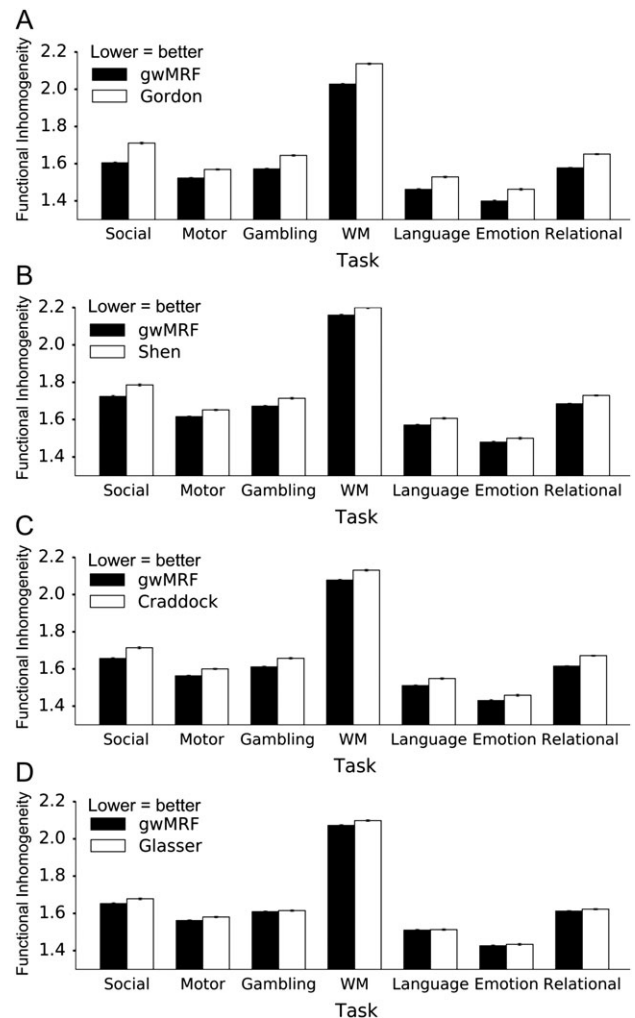 A
Lower = better
gwMRF
Gordon
Functional Inhomogeneity
2.2
2.0
1.8
1.6
1.4
Social Motor Gambling WM Language Emotion Relational
Task
B
Lower = better
gwMRF
Shen
Functional Inhomogeneity
2.2
2.0
1.8
1.6
1.4
Social Motor Gambling WM Language Emotion Relational
Task
C
Lower = better
gwMRF
Craddock
Functional Inhomogeneity
2.2
2.0
1.8
1.6
1.4
Social Motor Gambling WM Language Emotion Relational
Task
D
Lower = better
gwMRF
Glasser
Functional Inhomogeneity
2.2
2.0
1.8
1.6
1.4
Social Motor Gambling WM Language Emotion Relational
Task